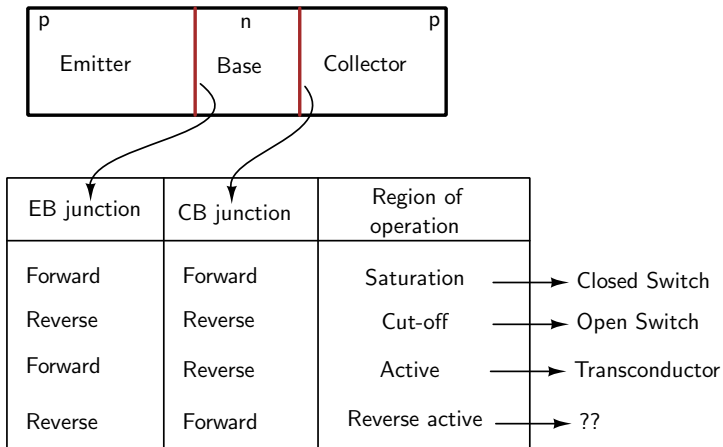 p n p
Emitter Base Collector
EB junction CB junction Region of
operation
Forward Forward Saturation Closed Switch
Reverse Reverse Cut-off Open Switch
Forward Reverse Active Transconductor
Reverse Forward Reverse active ??